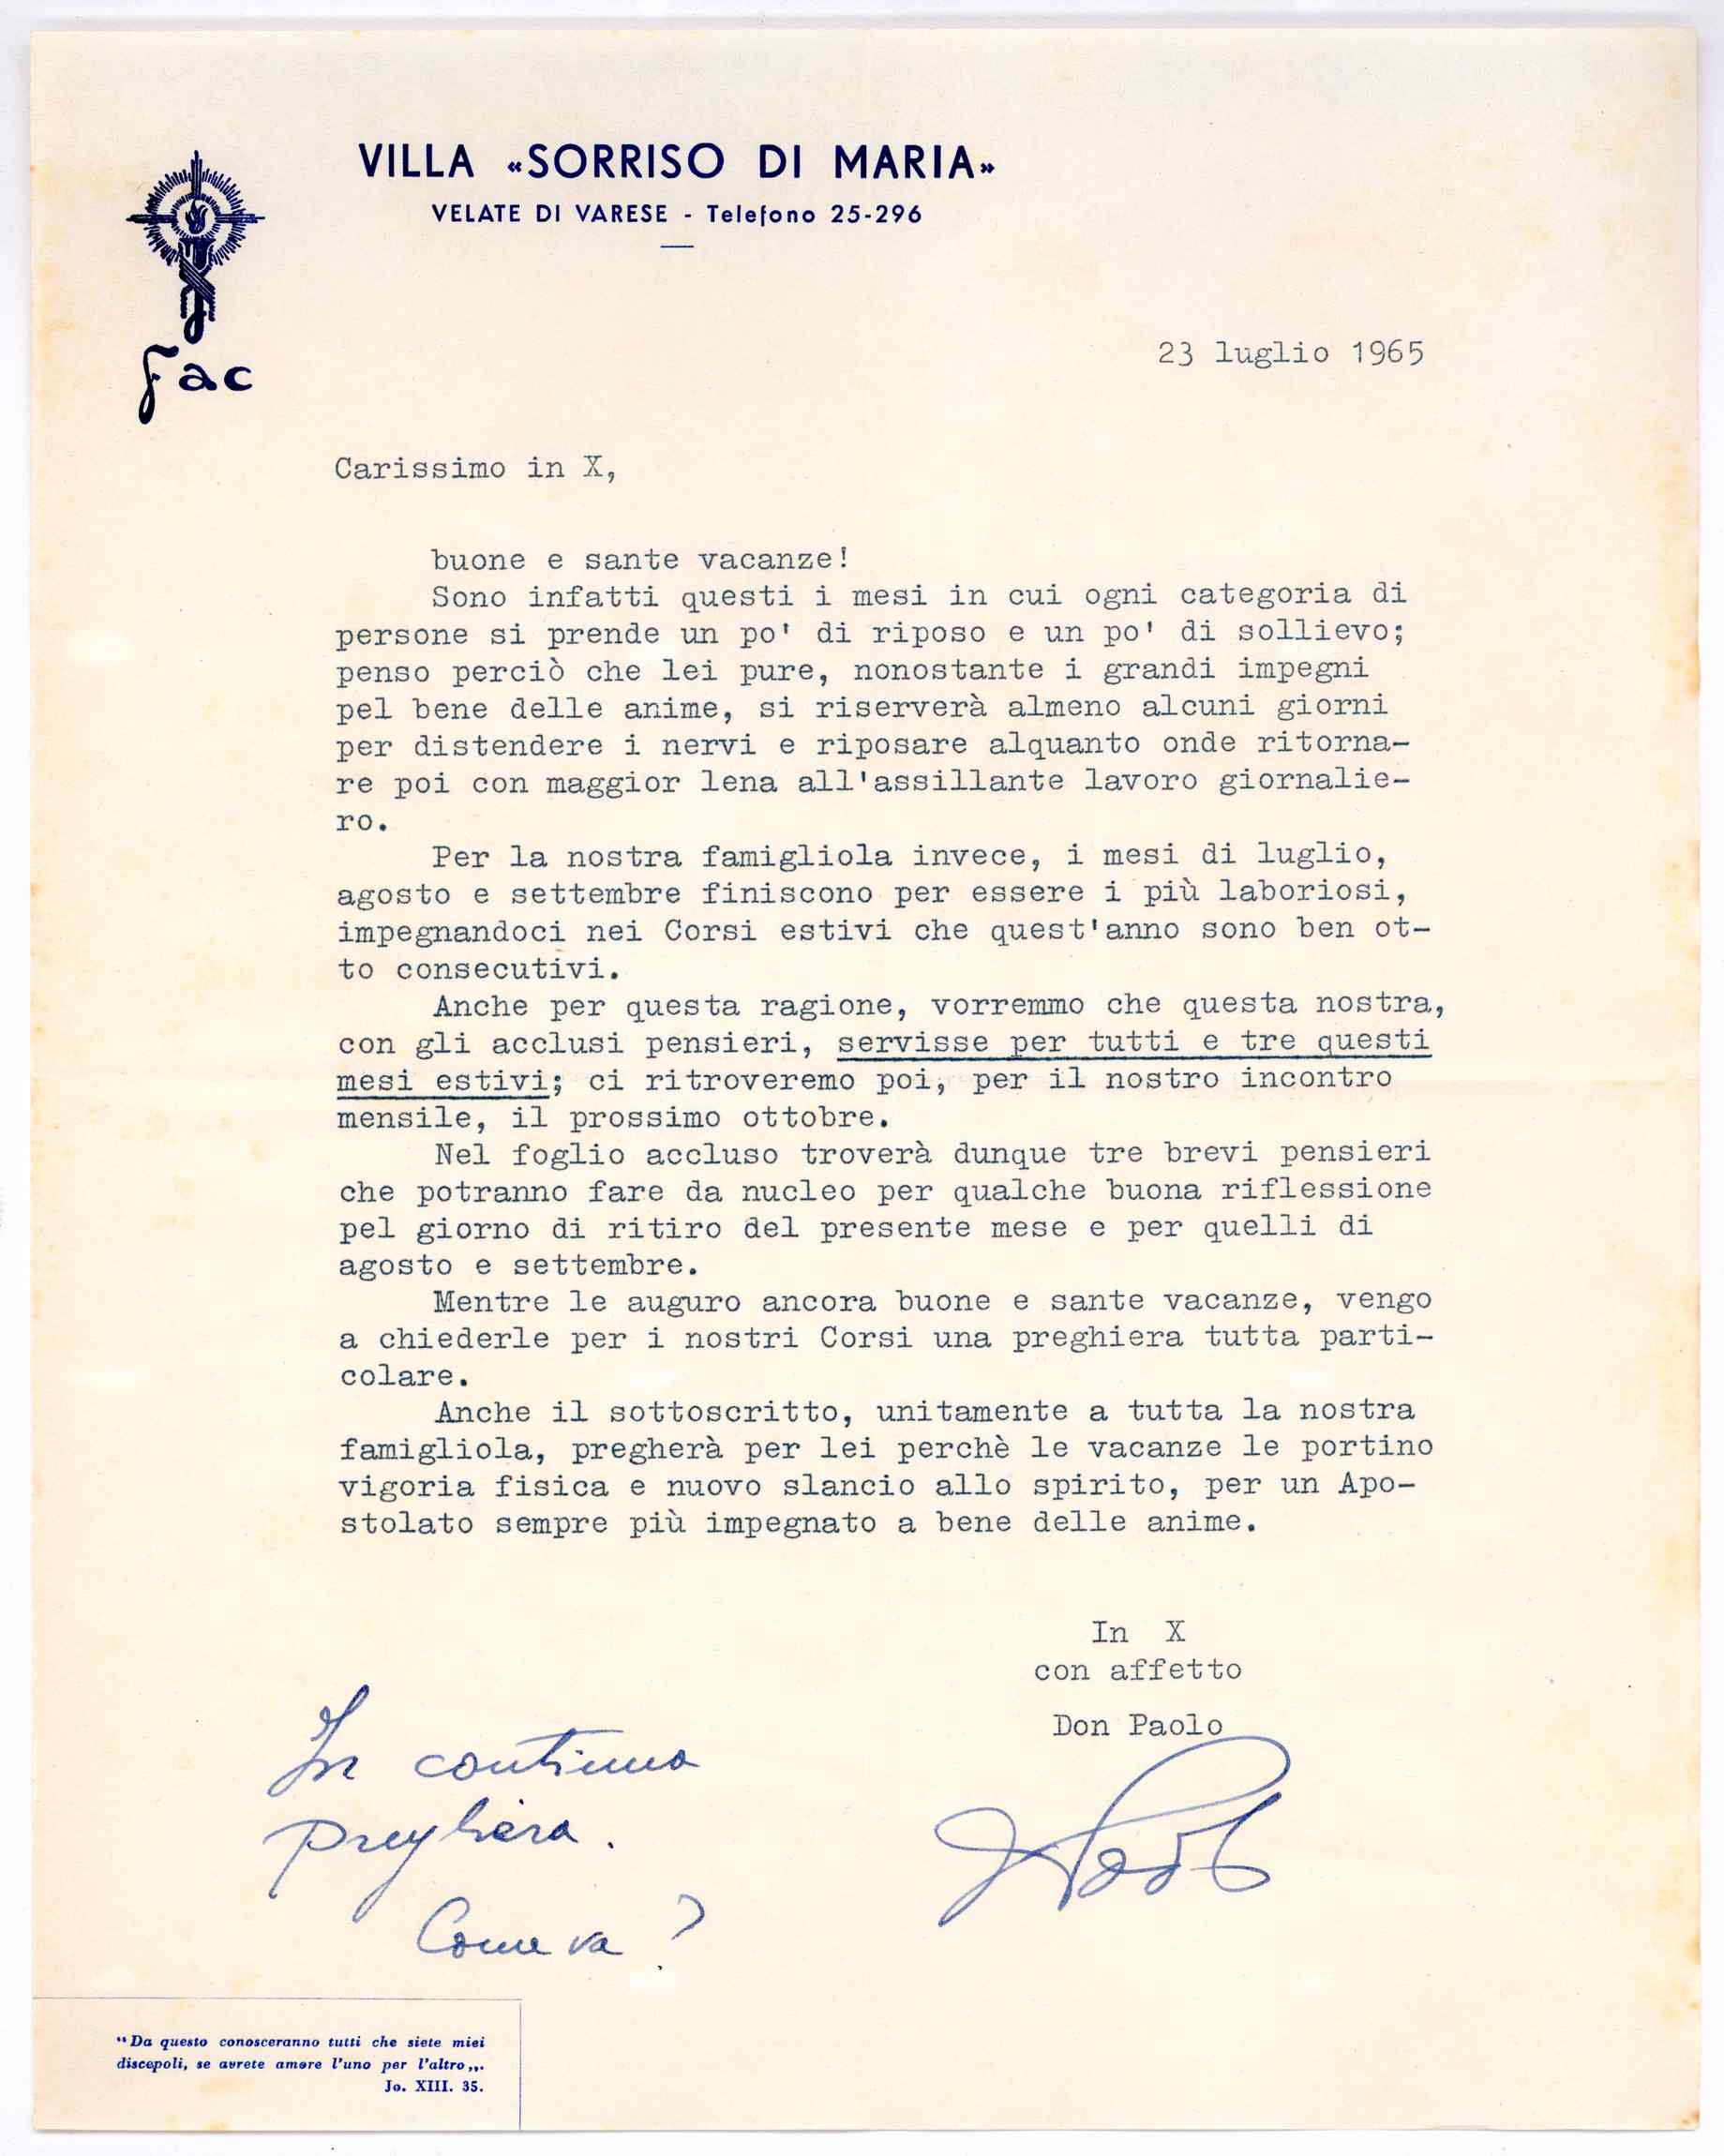 VILLA «SORRISO DI MARIA»
VELATE DI VARESE - Telefono 25-296
Fac
23 luglio 1965
Carissimo in X,
buone e sante vacanze!
Sono infatti questi i mesi in cui ogni categoria di
persone si prende un po' di riposo e un po' di sollievo;
penso perciò che lei pure, nonostante i grandi impegni
pel bene delle anime, si riserverà almeno alcuni giorni
per distendere i nervi e riposare alquanto onde ritorna-
re poi con maggior lena all'assillante lavoro giornalie-
ro.
Per la nostra famigliola invece, i mesi di luglio,
agosto e settembre finiscono per essere i più laboriosi,
impegnandoci nei Corsi estivi che quest'anno sono ben ot-
to consecutivi.
Anche per questa ragione, vorremmo che questa nostra,
con gli acclusi pensieri, servisse per tutti e tre questi
mesi estivi; ci ritroveremo poi, per il nostro incontro
mensile, il prossimo ottobre.
Nel foglio accluso troverà dunque tre brevi pensieri
che potranno fare da nucleo per qualche buona riflessione
pel giorno di ritiro del presente mese e per quelli di
agosto e settembre.
Mentre le auguro ancora buone e sante vacanze, vengo
a chiederle per i nostri Corsi una preghiera tutta parti-
colare.
Anche il sottoscritto, unitamente a tutta la nostra
famigliola, pregherà per lei perchè le vacanze le portino
vigoria fisica e nuovo slancio allo spirito, per un Apo-
stolato sempre più impegnato a bene delle anime.
In X
con affetto
Don Paolo
In continua
preghiera.
Come va?
"Da questo conosceranno tutti che siete miei
discepoli, se avrete amore l'uno per l'altro„.
Jo. XIII. 35.